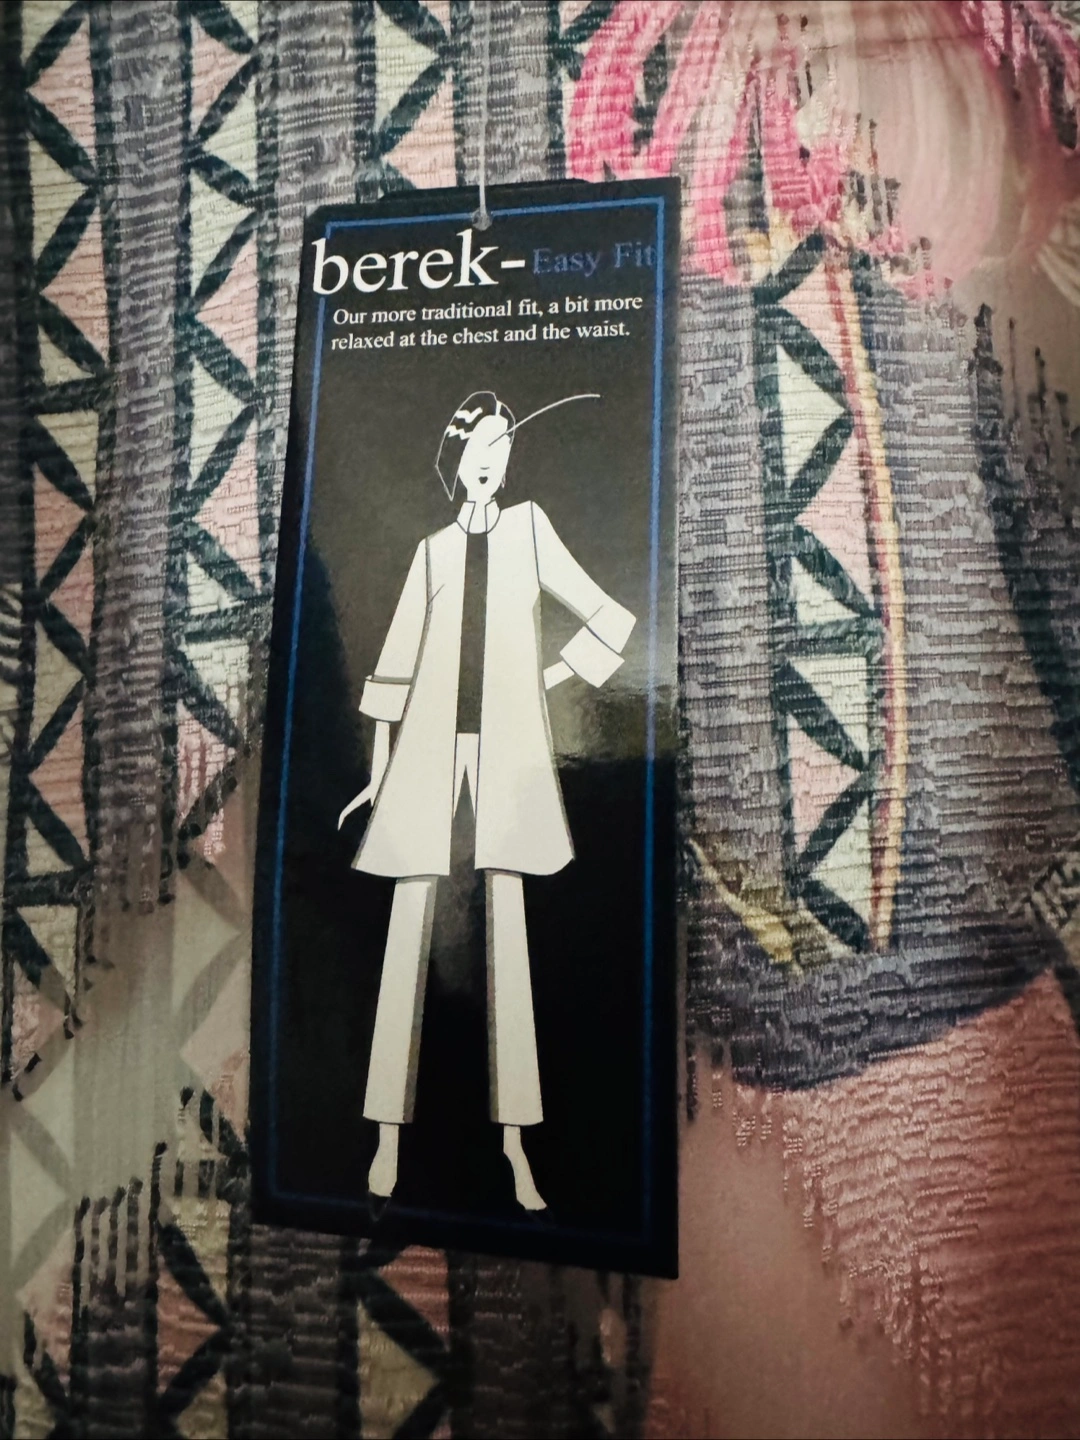 berek-Easy Fit
Our more traditional fit, a bit more
relaxed at the chest and the waist.